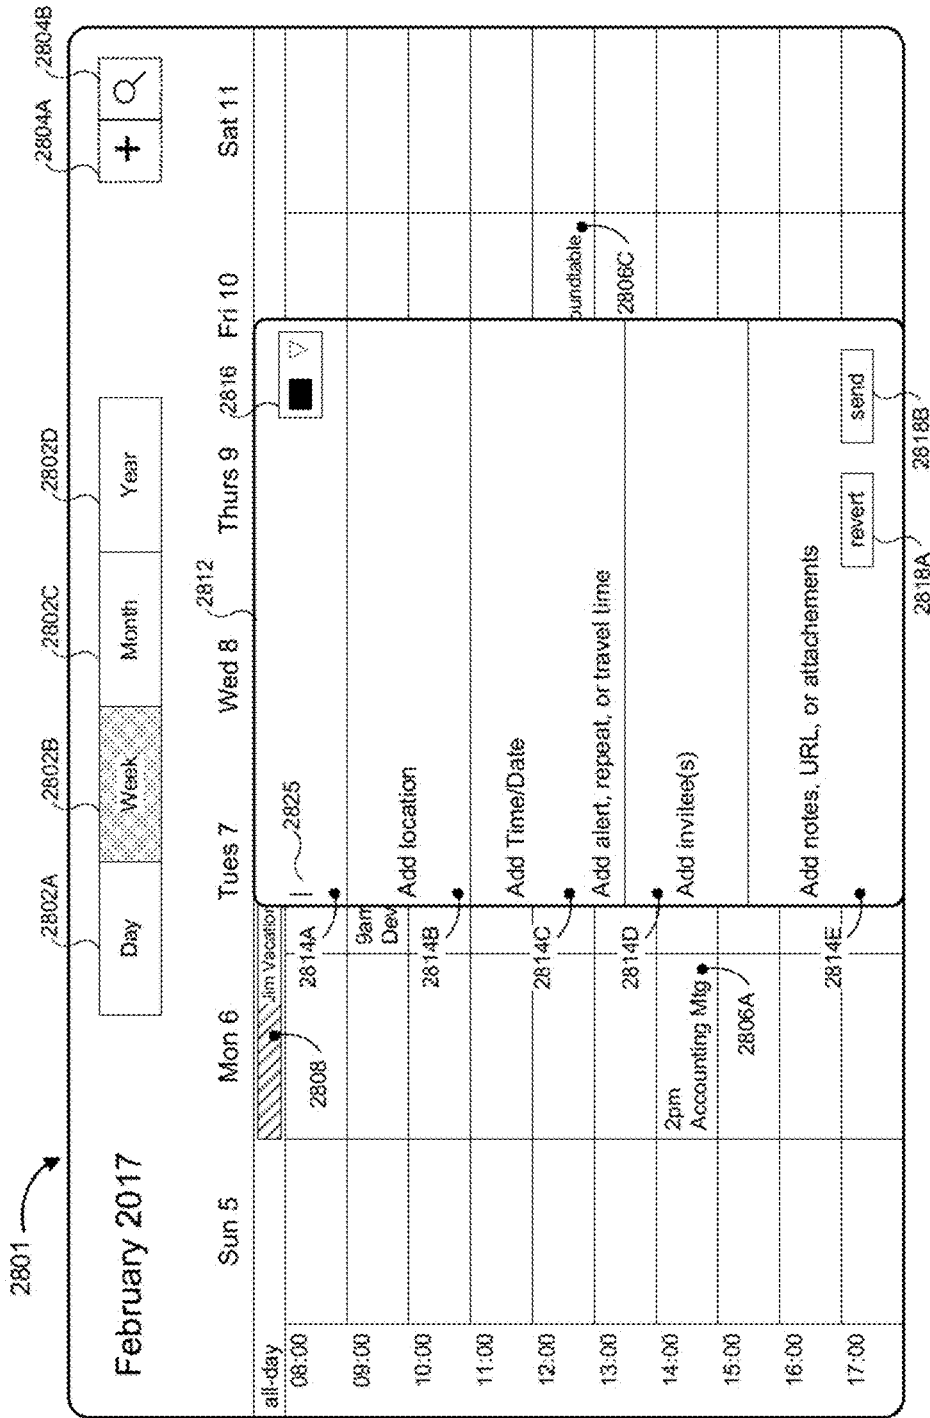 2801
February 2017
2802A
2802B
2802C
2802D
2804A
2804B
Day
Week
Month
Year
+
Sun 5
Mon 6
Tues 7
Wed 8
Thurs 9
Fri 10
Sat 11
2812
2816
all-day
Jim Vacation
2808
08:00
09:00
10:00
11:00
12:00
13:00
14:00
15:00
16:00
17:00
9am
Dev
2pm
Accounting Mtg
2806A
2814A
2825
2814B
Add location
Add Time/Date
2814C
Add alert, repeat, or travel time
2814D
Add invitee(s)
Add notes, URL, or attachements
2814E
revert
send
2818A
2818B
oundtable
2806C